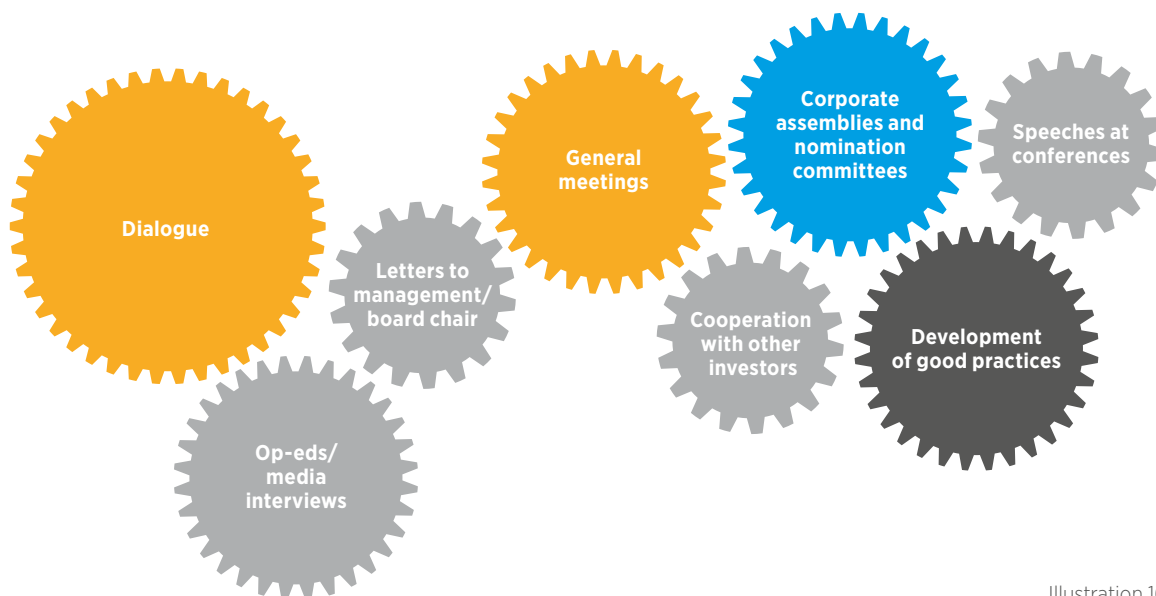 Dialogue
Letters to
management/
board chair
Op-eds/
media
interviews
General
meetings
Corporate
assemblies and
nomination
committees
Speeches at
conferences
Cooperation
with other
investors
Development
of good practices
Illustration